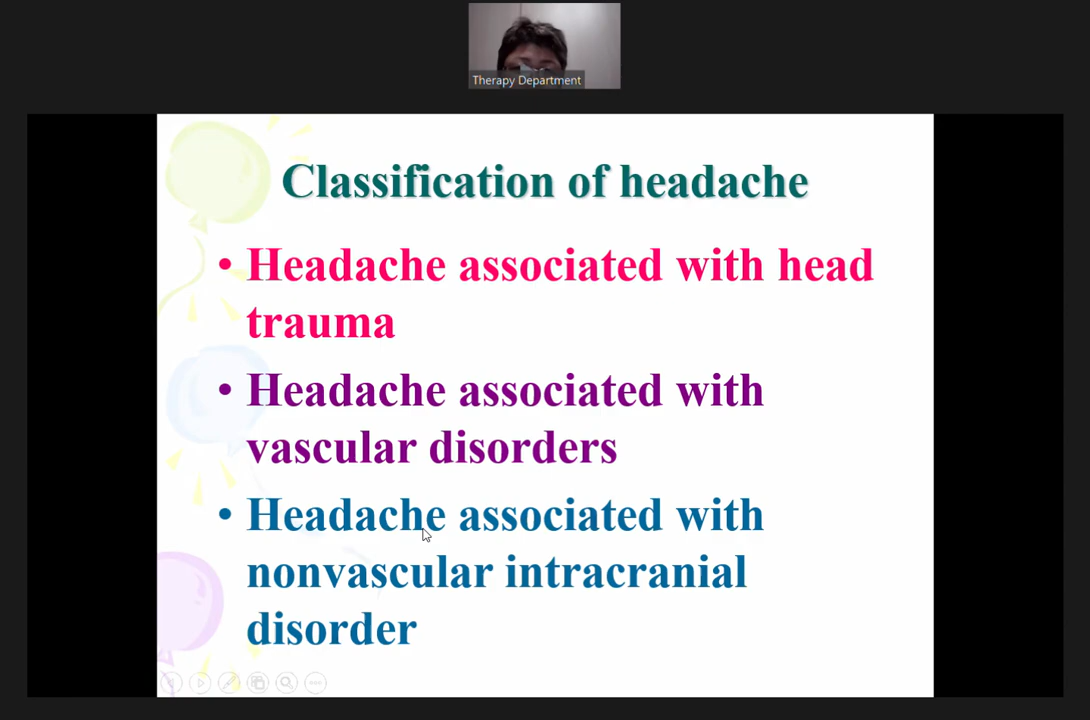 Therapy Department
Classification of headache
• Headache associated with head
trauma
• Headache associated with
vascular disorders
• Headache associated with
nonvascular intracranial
disorder